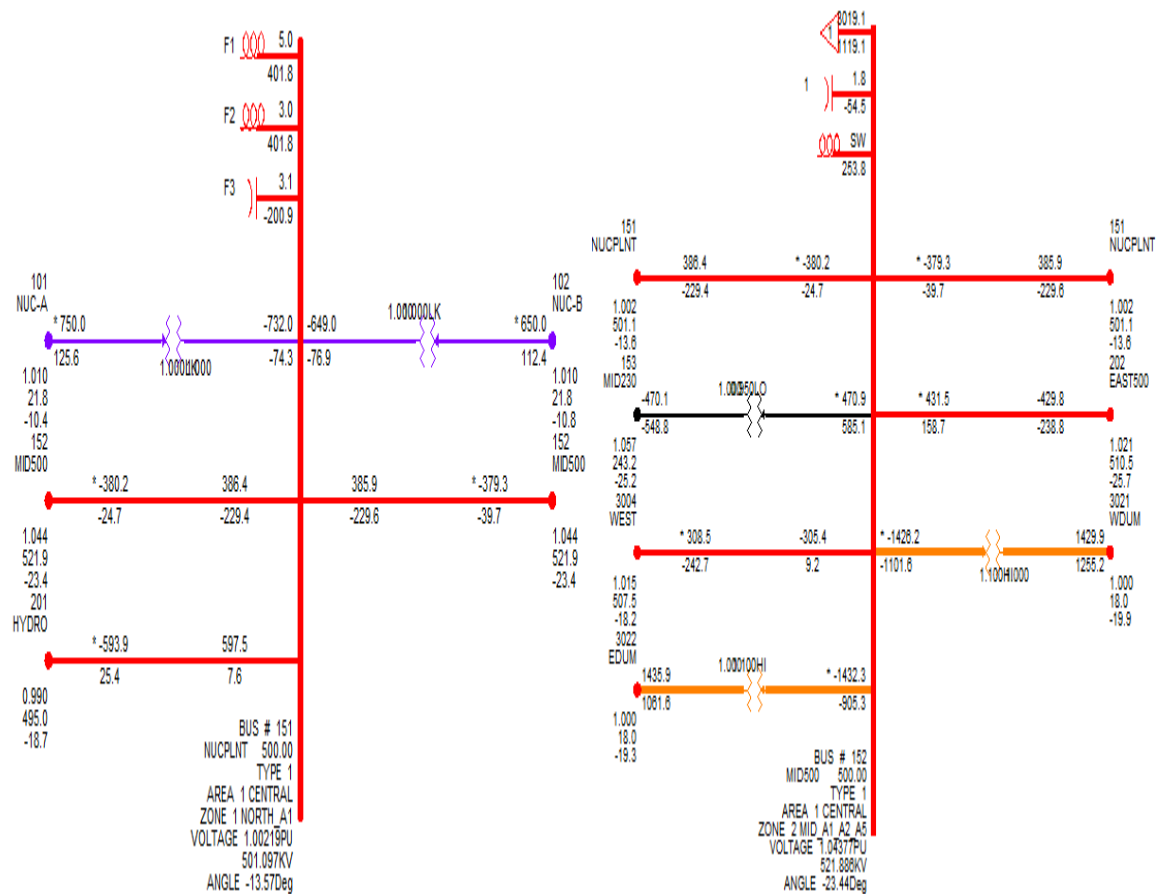 F1 5.0
401.8
F2 3.0
401.8
F3 3.1
-200.9
101
NUC-A
102
NUC-B
* 750.0 -732.0 -649.0 * 650.0
125.6 -74.3 -76.9 112.4
1.010
21.8
-10.4
152
MID500
1.010
21.8
-10.8
152
MID500
* -380.2 386.4 385.9 * -379.3
-24.7 -229.4 -229.6 -39.7
1.044
521.9
-23.4
201
HYDRO
1.044
521.9
-23.4
* -593.9 597.5
25.4 7.6
0.990
495.0
-18.7
BUS # 151
NUCPLNT 500.00
TYPE 1
AREA 1 CENTRAL
ZONE 1 NORTH_A1
VOLTAGE 1.00219PU
501.097KV
ANGLE -13.57Deg
3019.1
1
1119.1
1 1.8
-54.5
SW
253.8
151
NUCPLNT
151
NUCPLNT
386.4 * -380.2 * -379.3 385.9
-229.4 -24.7 -39.7 -229.6
1.002
501.1
-13.6
153
MID230
1.002
501.1
-13.6
202
EAST500
-470.1 * 470.9 * 431.5 -429.8
-548.8 585.1 158.7 -238.8
1.057
243.2
-25.2
3004
WEST
1.021
510.5
-25.7
3021
WDUM
* 308.5 -305.4 * -1426.2 1429.9
-242.7 9.2 -1101.6 1255.2
1.015
507.5
-18.2
3022
EDUM
1.000
18.0
-19.9
1435.9 * -1432.3
1061.6 -905.3
1.000
18.0
-19.3
BUS # 152
MID500 500.00
TYPE 1
AREA 1 CENTRAL
ZONE 2 MID_A1_A2_A5
VOLTAGE 1.04377PU
521.886KV
ANGLE -23.44Deg